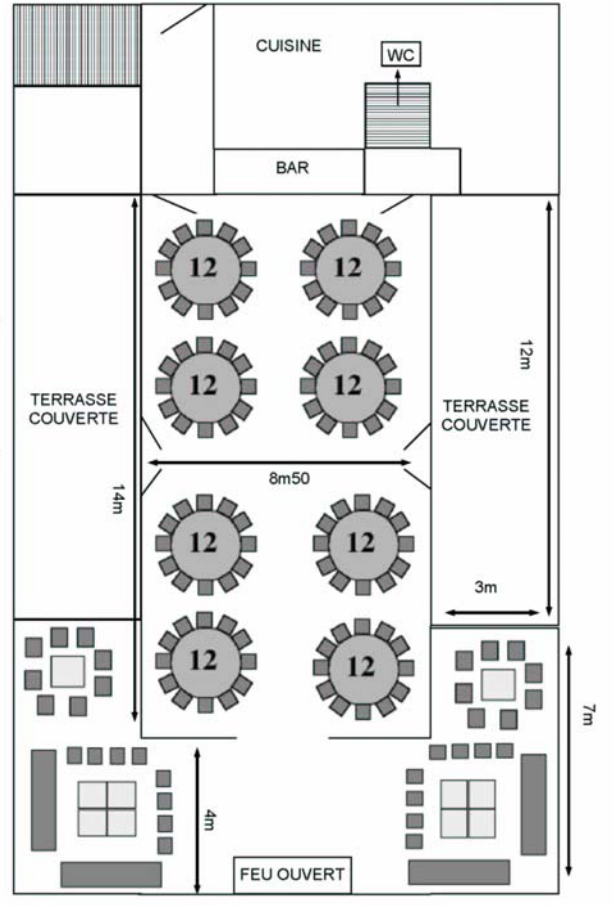 CUISINE
WC
BAR
12
12
12
12
TERRASSE
COUVERTE
TERRASSE
COUVERTE
12m
8m50
14m
12
12
3m
12
12
7m
4m
FEU OUVERT